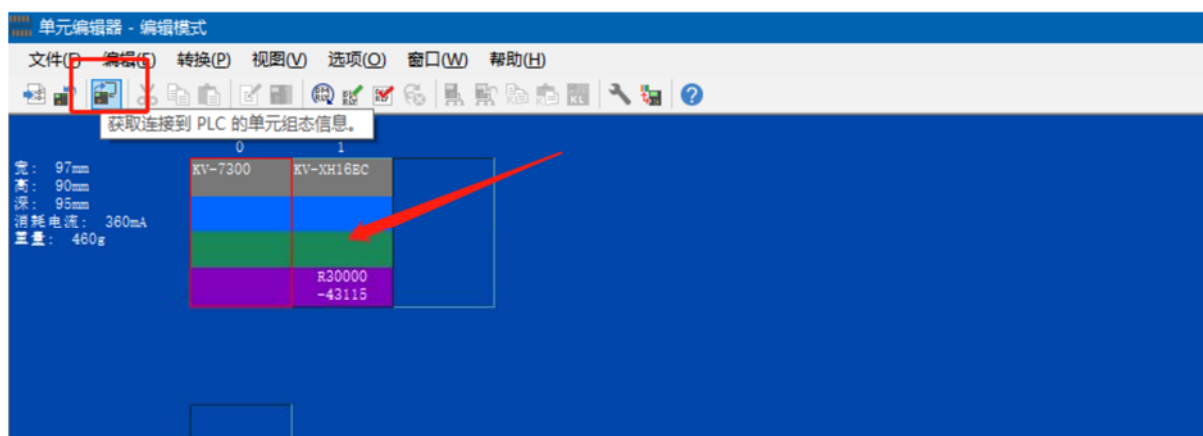 单元编辑器 - 编辑模式
文件(F) 编辑(E) 转换(P) 视图(V) 选项(O) 窗口(W) 帮助(H)
获取连接到 PLC 的单元组态信息。
0 1
宽: 97mm
高: 90mm
深: 95mm
消耗电流: 360mA
重量: 460g
KV-7300 KV-XH16EC
R30000
-43115